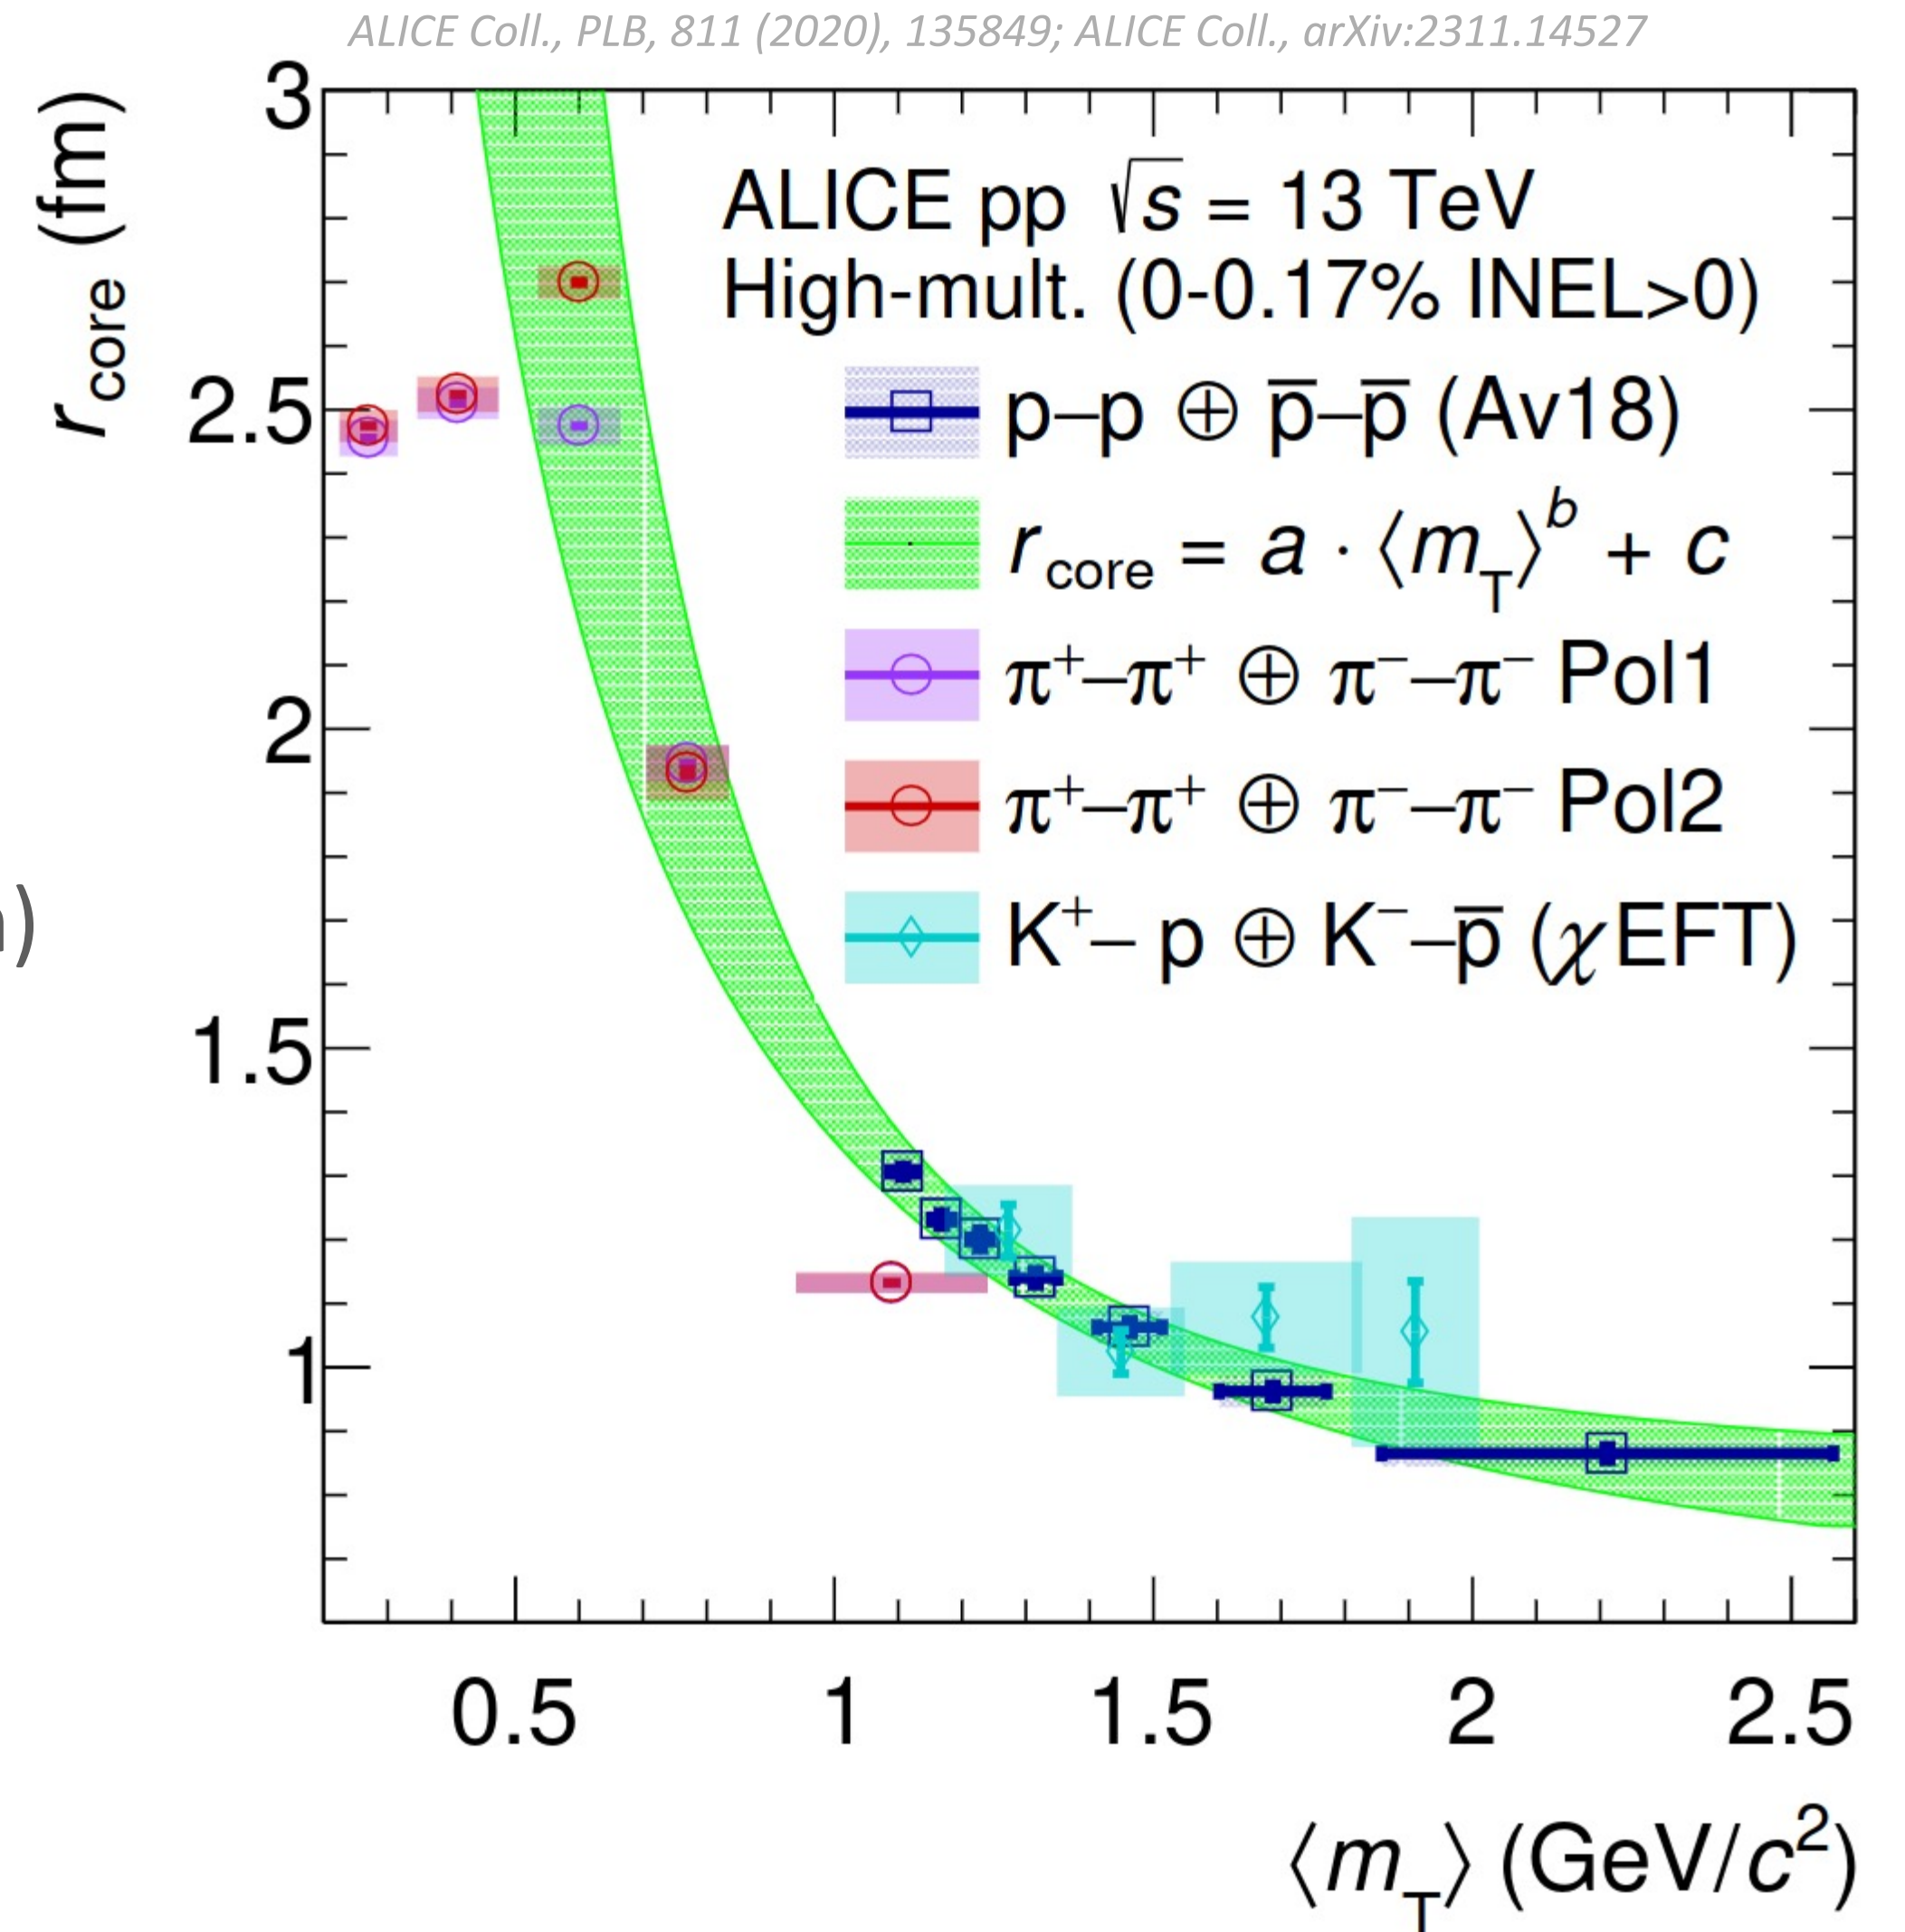 ALICE Coll., PLB, 811 (2020), 135849; ALICE Coll., arXiv:2311.14527
r_core (fm)
3
2.5
2
1.5
1
ALICE pp √s = 13 TeV
High-mult. (0-0.17% INEL>0)
p–p ⊕ p̅–p̅ (Av18)
r_core = a · ⟨m_T⟩^b + c
π⁺–π⁺ ⊕ π⁻–π⁻ Pol1
π⁺–π⁺ ⊕ π⁻–π⁻ Pol2
K⁺– p ⊕ K⁻–p̅ (χEFT)
0.5 1 1.5 2 2.5
⟨m_T⟩ (GeV/c²)